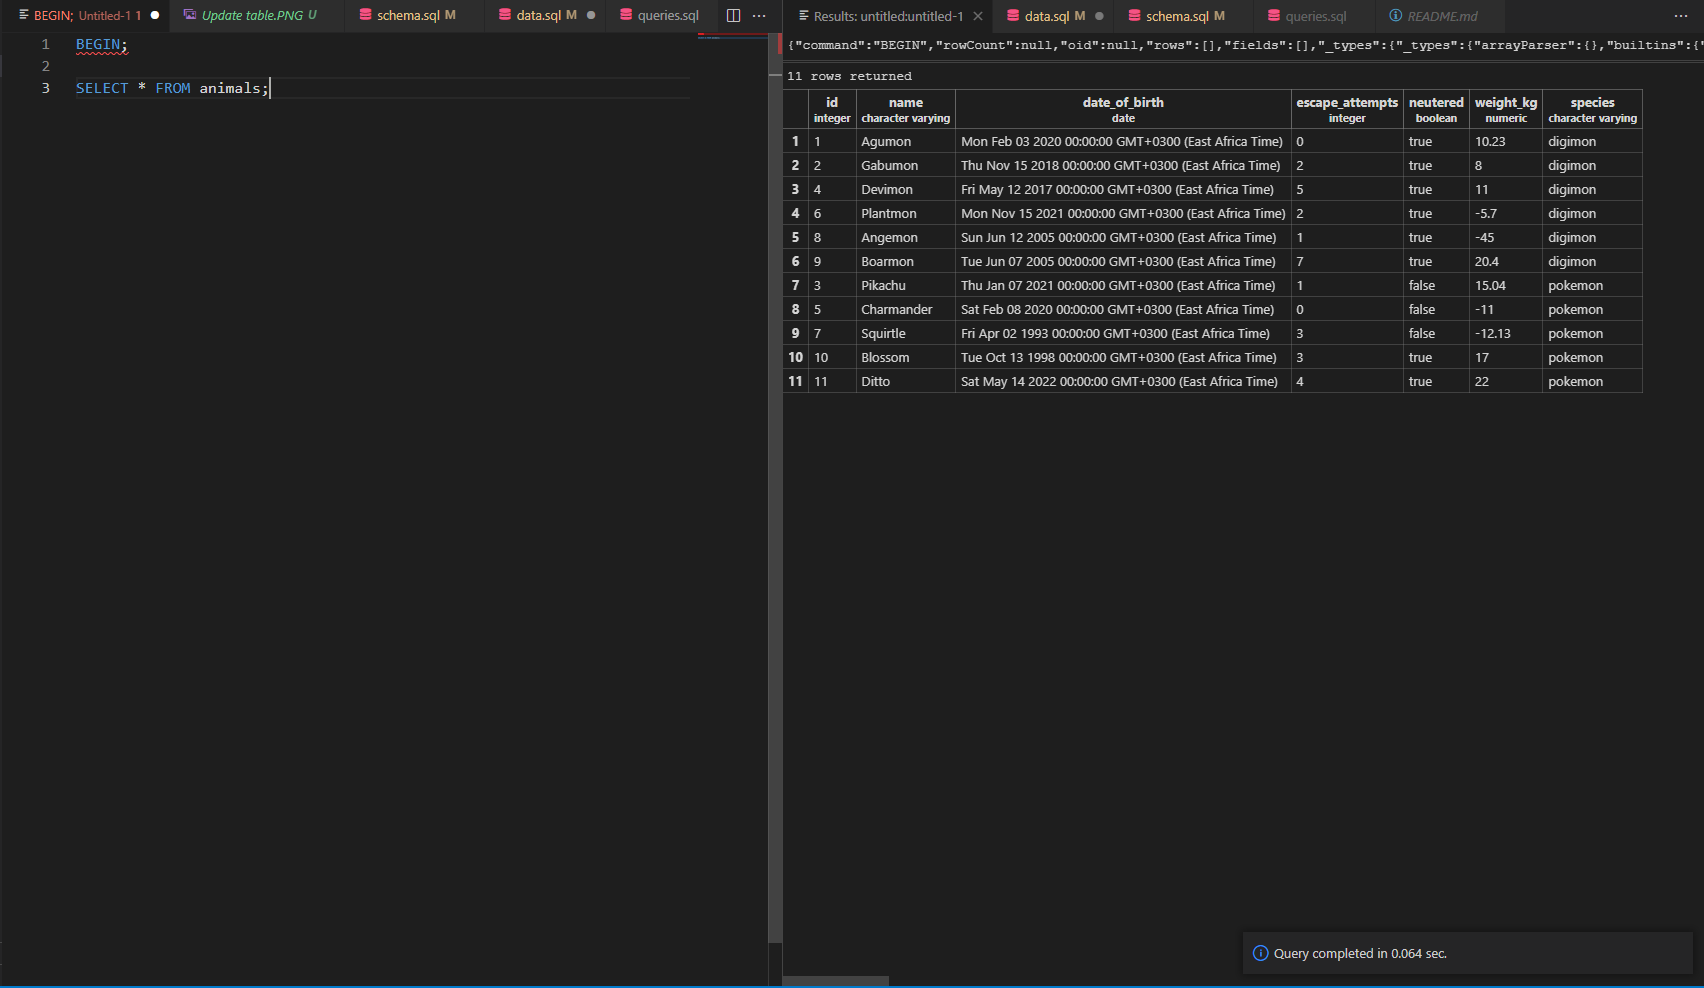 BEGIN; Untitled-1 1 Update table.PNG U schema.sql M data.sql M queries.sql ···
1 BEGIN;
2
3 SELECT * FROM animals;
Results: untitled:untitled-1 data.sql M schema.sql M queries.sql README.md ···
{"command":"BEGIN","rowCount":null,"oid":null,"rows":[],"fields":[],"_types":{"_types":{"arrayParser":{},"builtins":{"
11 rows returned
id name date_of_birth escape_attempts neutered weight_kg species
integer character varying date integer boolean numeric character varying
1 1 Agumon Mon Feb 03 2020 00:00:00 GMT+0300 (East Africa Time) 0 true 10.23 digimon
2 2 Gabumon Thu Nov 15 2018 00:00:00 GMT+0300 (East Africa Time) 2 true 8 digimon
3 4 Devimon Fri May 12 2017 00:00:00 GMT+0300 (East Africa Time) 5 true 11 digimon
4 6 Plantmon Mon Nov 15 2021 00:00:00 GMT+0300 (East Africa Time) 2 true -5.7 digimon
5 8 Angemon Sun Jun 12 2005 00:00:00 GMT+0300 (East Africa Time) 1 true -45 digimon
6 9 Boarmon Tue Jun 07 2005 00:00:00 GMT+0300 (East Africa Time) 7 true 20.4 digimon
7 3 Pikachu Thu Jan 07 2021 00:00:00 GMT+0300 (East Africa Time) 1 false 15.04 pokemon
8 5 Charmander Sat Feb 08 2020 00:00:00 GMT+0300 (East Africa Time) 0 false -11 pokemon
9 7 Squirtle Fri Apr 02 1993 00:00:00 GMT+0300 (East Africa Time) 3 false -12.13 pokemon
10 10 Blossom Tue Oct 13 1998 00:00:00 GMT+0300 (East Africa Time) 3 true 17 pokemon
11 11 Ditto Sat May 14 2022 00:00:00 GMT+0300 (East Africa Time) 4 true 22 pokemon
Query completed in 0.064 sec.